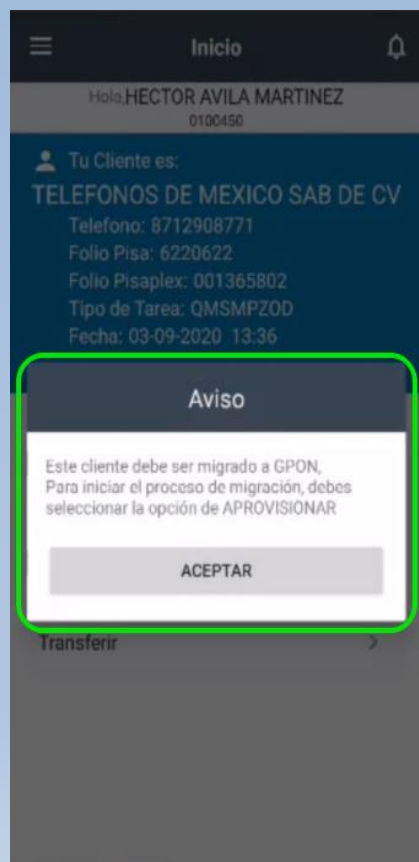 Inicio
Hola,HECTOR AVILA MARTINEZ
0100450
Tu Cliente es:
TELEFONOS DE MEXICO SAB DE CV
Telefono: 8712908771
Folio Pisa: 6220622
Folio Pisaplex: 001365802
Tipo de Tarea: QMSMPZOD
Fecha: 03-09-2020 13:36
Aviso
Este cliente debe ser migrado a GPON,
Para iniciar el proceso de migración, debes
seleccionar la opción de APROVISIONAR
ACEPTAR
Transferir